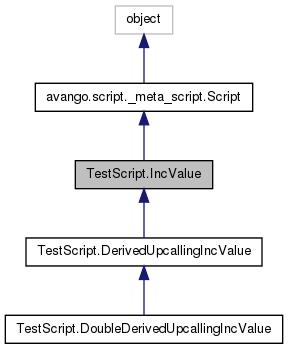 object
avango.script._meta_script.Script
TestScript.IncValue
TestScript.DerivedUpcallingIncValue
TestScript.DoubleDerivedUpcallingIncValue